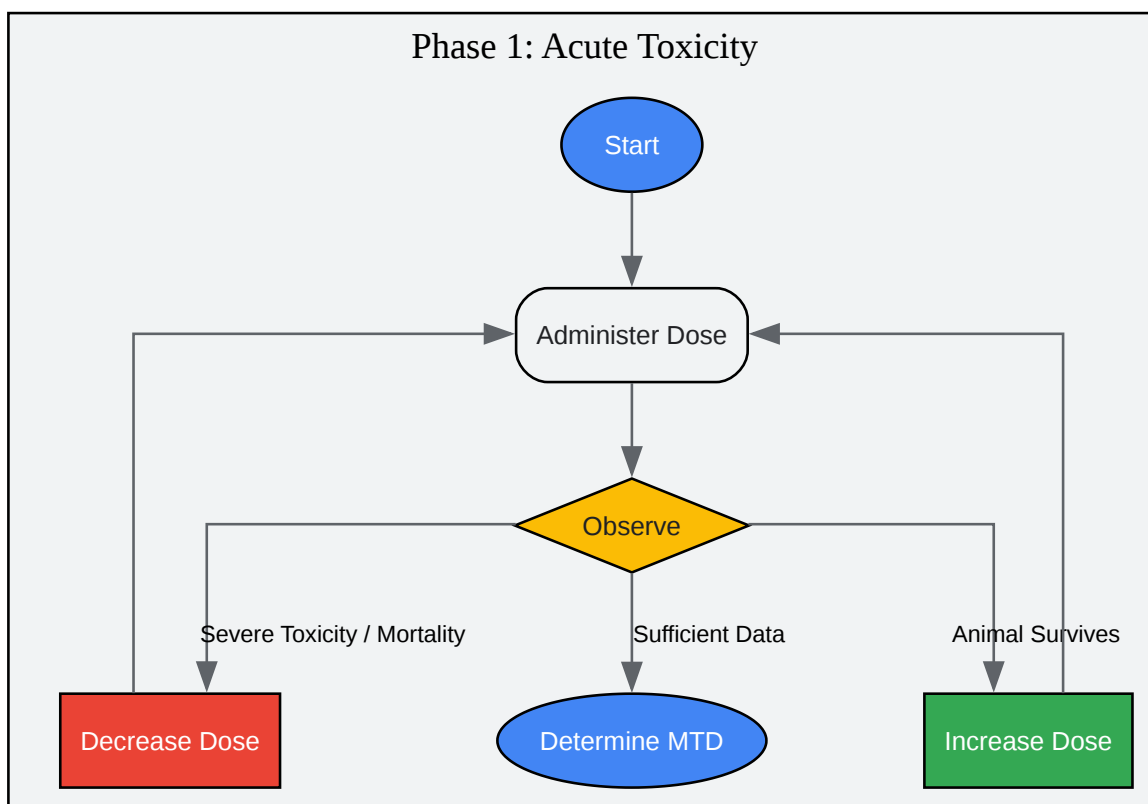 Phase 1: Acute Toxicity
Start
Administer Dose
Observe
Severe Toxicity / Mortality
Sufficient Data
Animal Survives
Decrease Dose
Determine MTD
Increase Dose